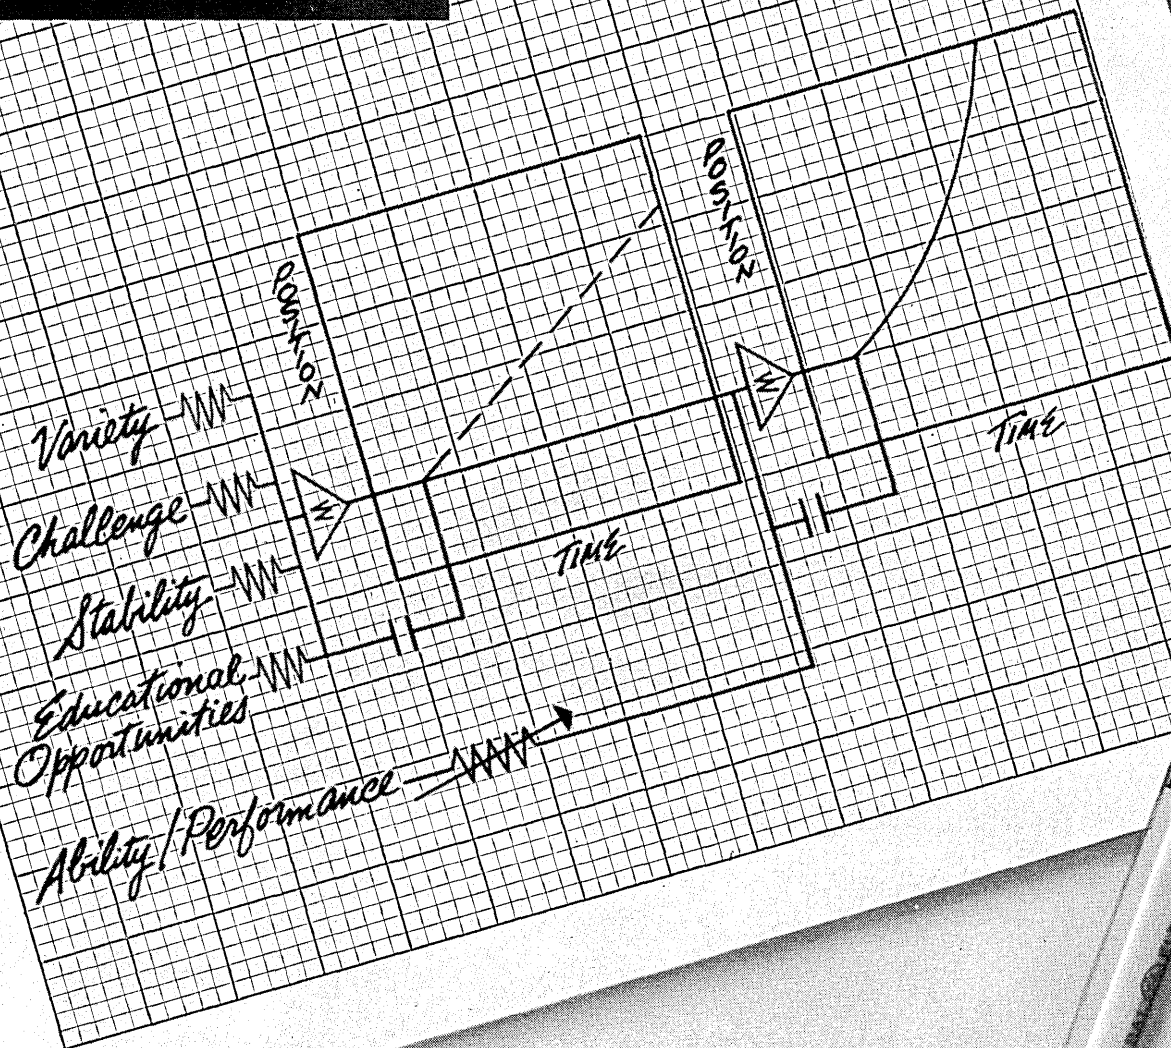 POSITION
POSITION
Variety
Challenge
Stability
Educational
Opportunities
Ability/Performance
Σ
Σ
TIME
TIME